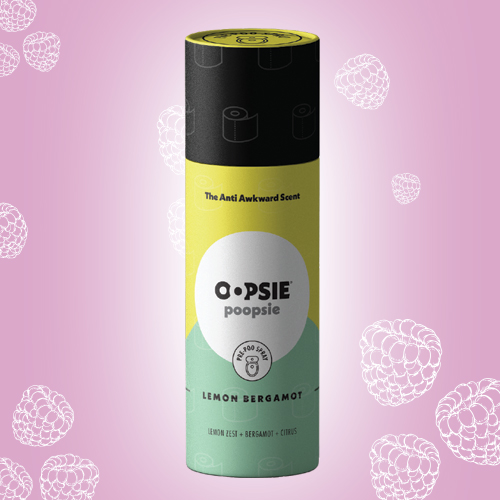 The Anti Awkward Scent
O•PSIE
poopsie
PRE-POO SPRAY
LEMON BERGAMOT
LEMON ZEST + BERGAMOT + CITRUS